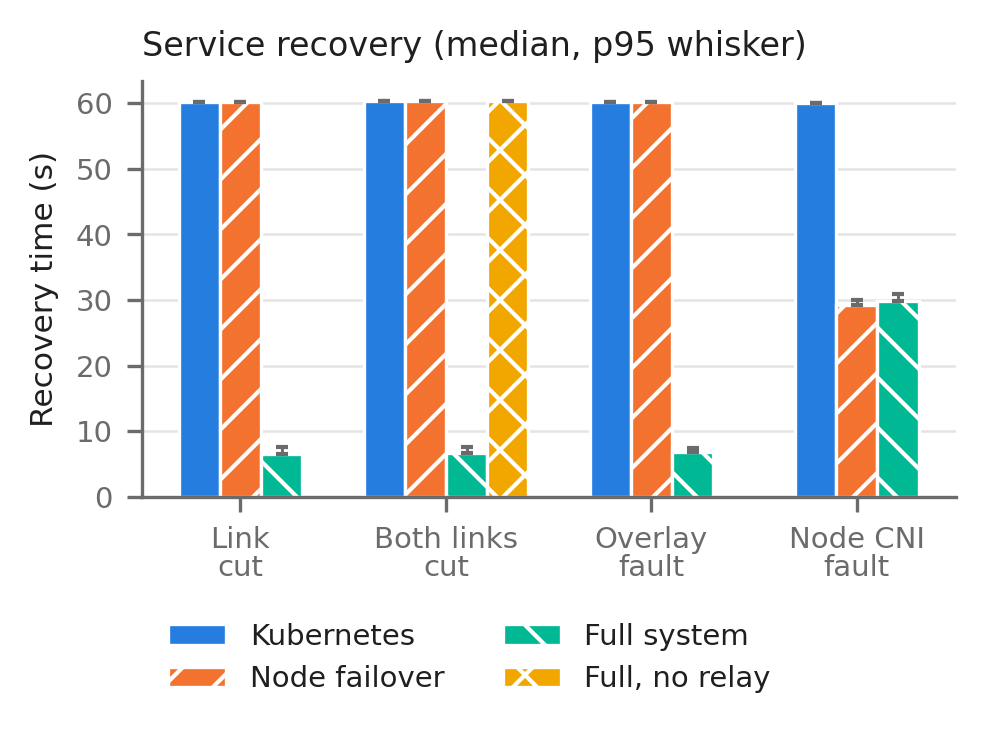 Service recovery (median, p95 whisker)
Recovery time (s)
60
50
40
30
20
10
0
Link
cut
Both links
cut
Overlay
fault
Node CNI
fault
Kubernetes
Node failover
Full system
Full, no relay